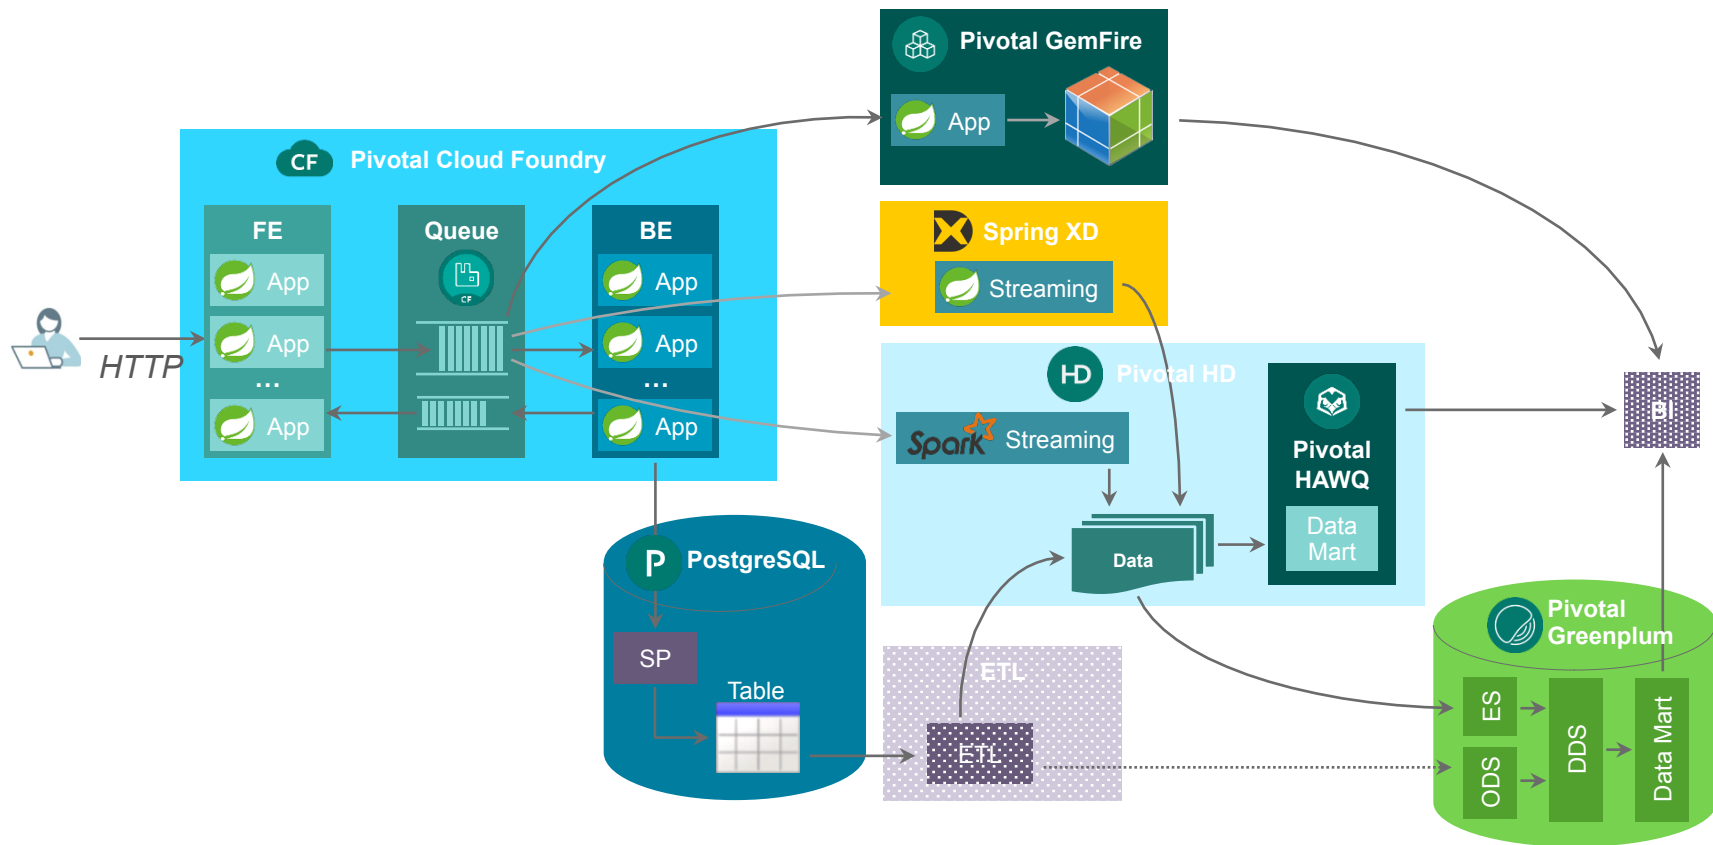 Pivotal GemFire
App
CF
Pivotal Cloud Foundry
FE
App
App
...
App
Queue
CF
BE
App
App
...
App
HTTP
Spring XD
Streaming
HD
Pivotal HD
Spark
Streaming
Data
Pivotal
HAWQ
Data
Mart
BI
P
PostgreSQL
SP
Table
ETL
ETL
Pivotal
Greenplum
ES
ODS
DDS
Data Mart